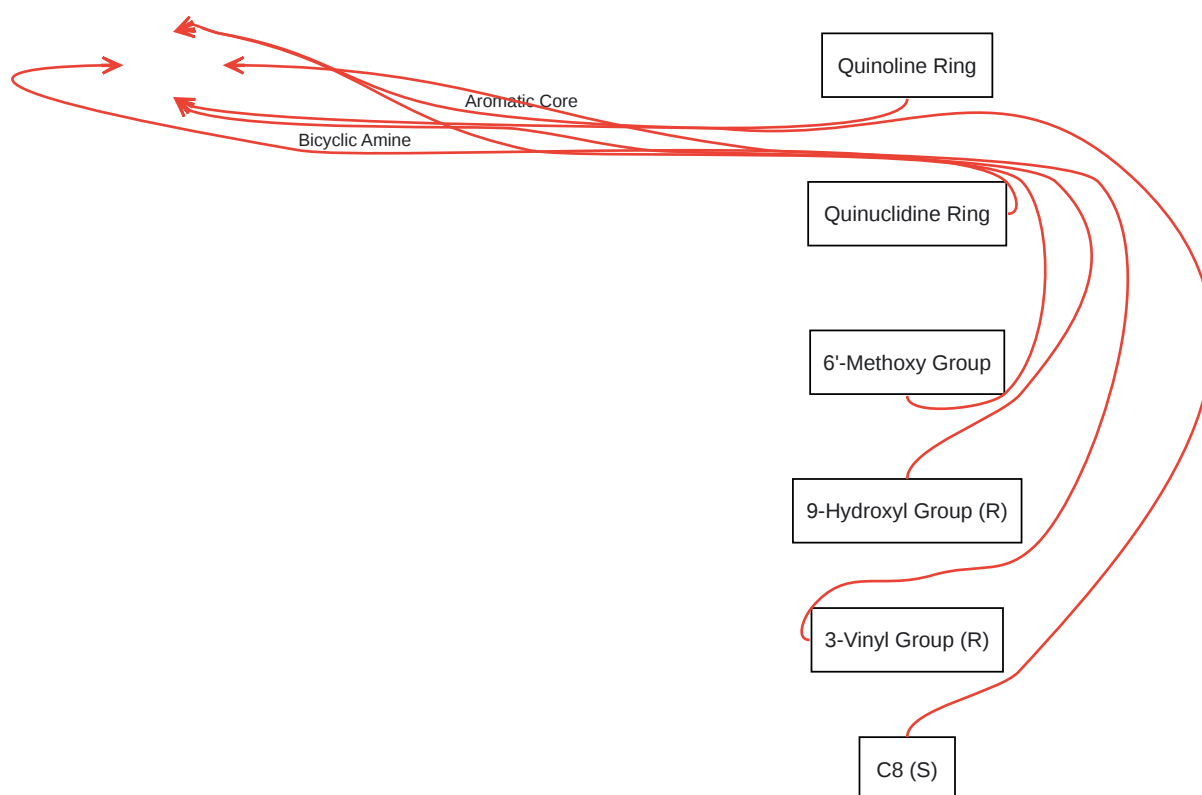 Quinoline Ring
Aromatic Core
Bicyclic Amine
Quinuclidine Ring
6'-Methoxy Group
9-Hydroxyl Group (R)
3-Vinyl Group (R)
C8 (S)